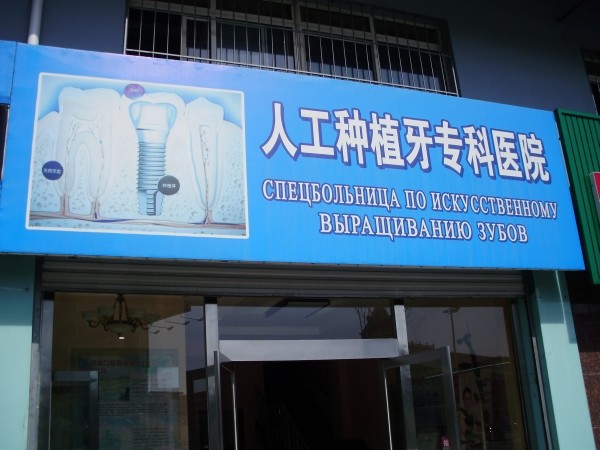 人工种植牙专科医院
СПЕЦБОЛЬНИЦА ПО ИСКУССТВЕННОМУ
ВЫРАЩИВАНИЮ ЗУБОВ